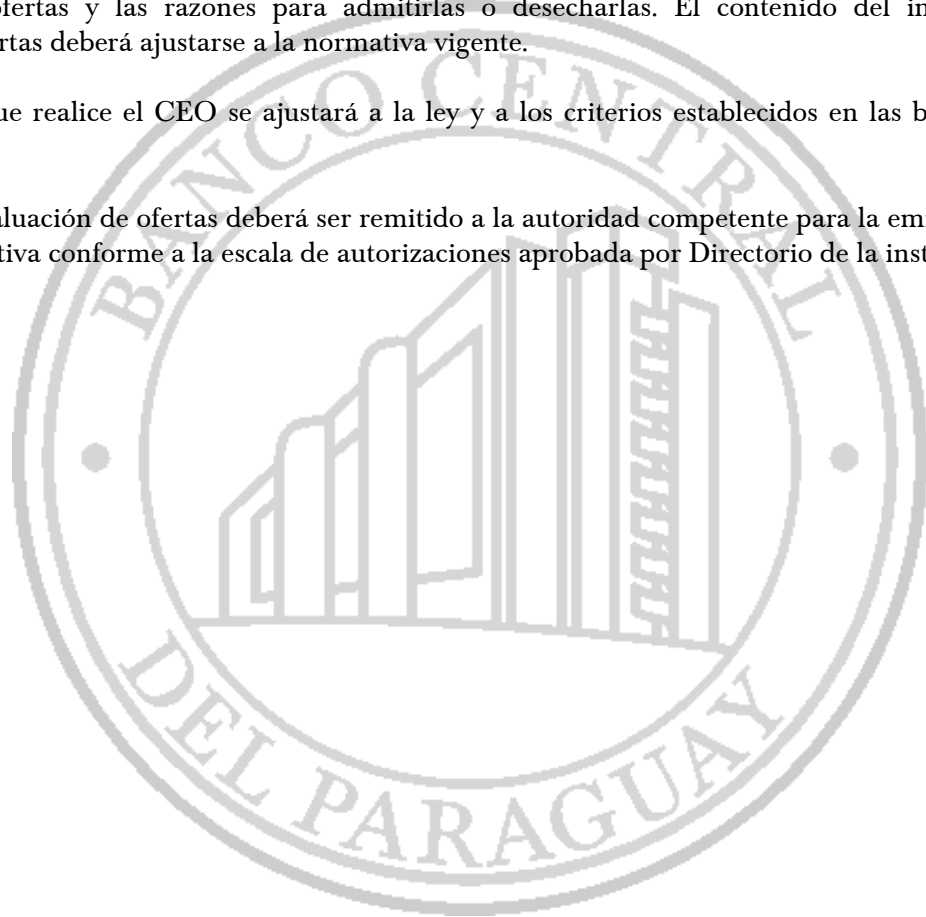 ofertas y las razones para admitirlas o desecharlas. El contenido del in
rtas deberá ajustarse a la normativa vigente.
ue realice el CEO se ajustará a la ley y a los criterios establecidos en las b
aluación de ofertas deberá ser remitido a la autoridad competente para la emi
tiva conforme a la escala de autorizaciones aprobada por Directorio de la inst
BANCO CENTRAL
DEL PARAGUAY